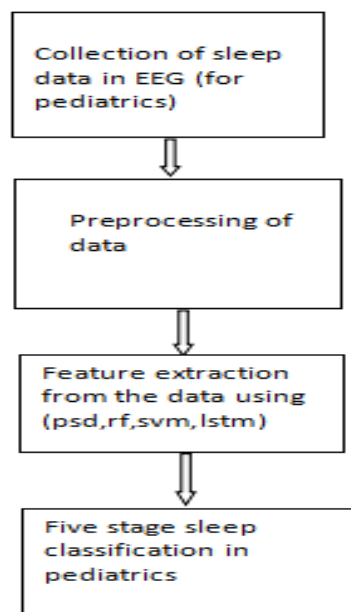 Collection of sleep
data in EEG (for
pediatrics)
Preprocessing of
data
Feature extraction
from the data using
(psd,rf,svm,lstm)
Five stage sleep
classification in
pediatrics